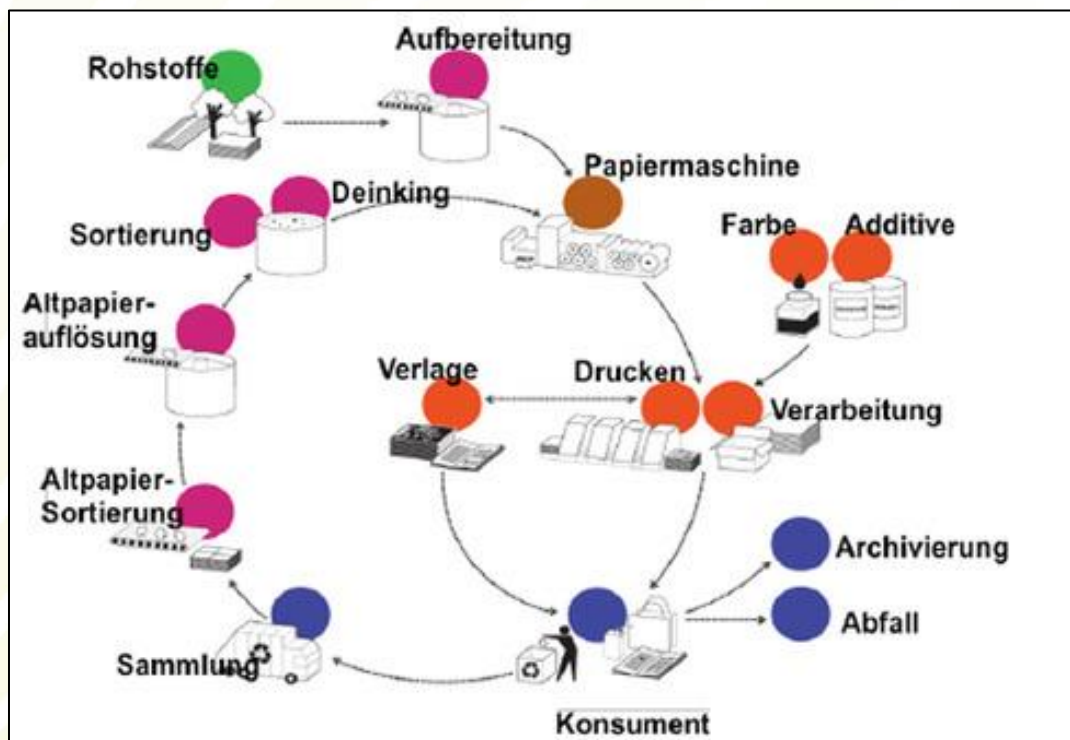 Aufbereitung
Rohstoffe
Papiermaschine
Deinking
Sortierung
Farbe
Additive
Altpapier-
auflösung
Verlage
Drucken
Verarbeitung
Altpapier-
Sortierung
Archivierung
Abfall
Sammlung
Konsument